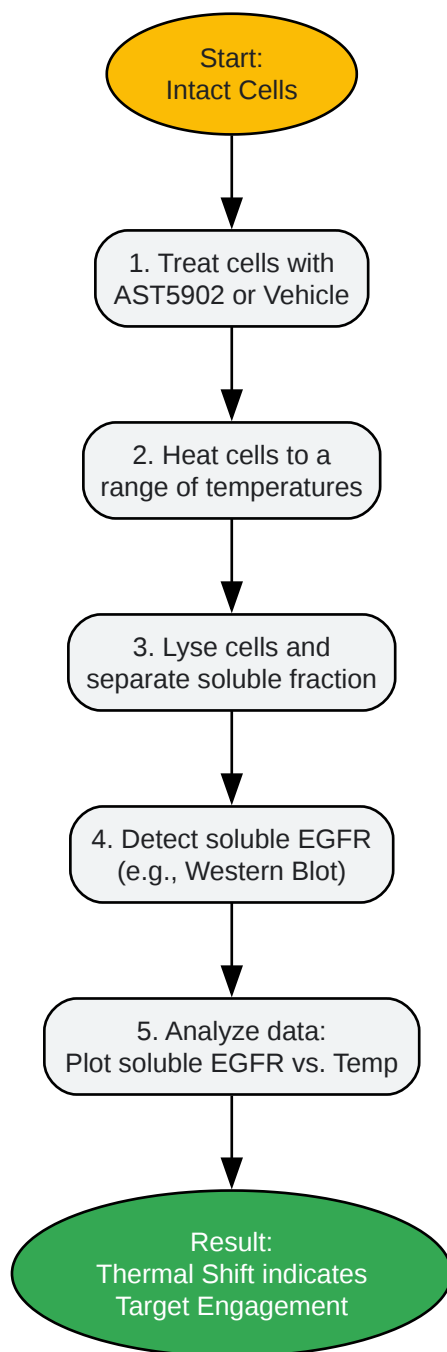 Start:
Intact Cells
1. Treat cells with
AST5902 or Vehicle
2. Heat cells to a
range of temperatures
3. Lyse cells and
separate soluble fraction
4. Detect soluble EGFR
(e.g., Western Blot)
5. Analyze data:
Plot soluble EGFR vs. Temp
Result:
Thermal Shift indicates
Target Engagement